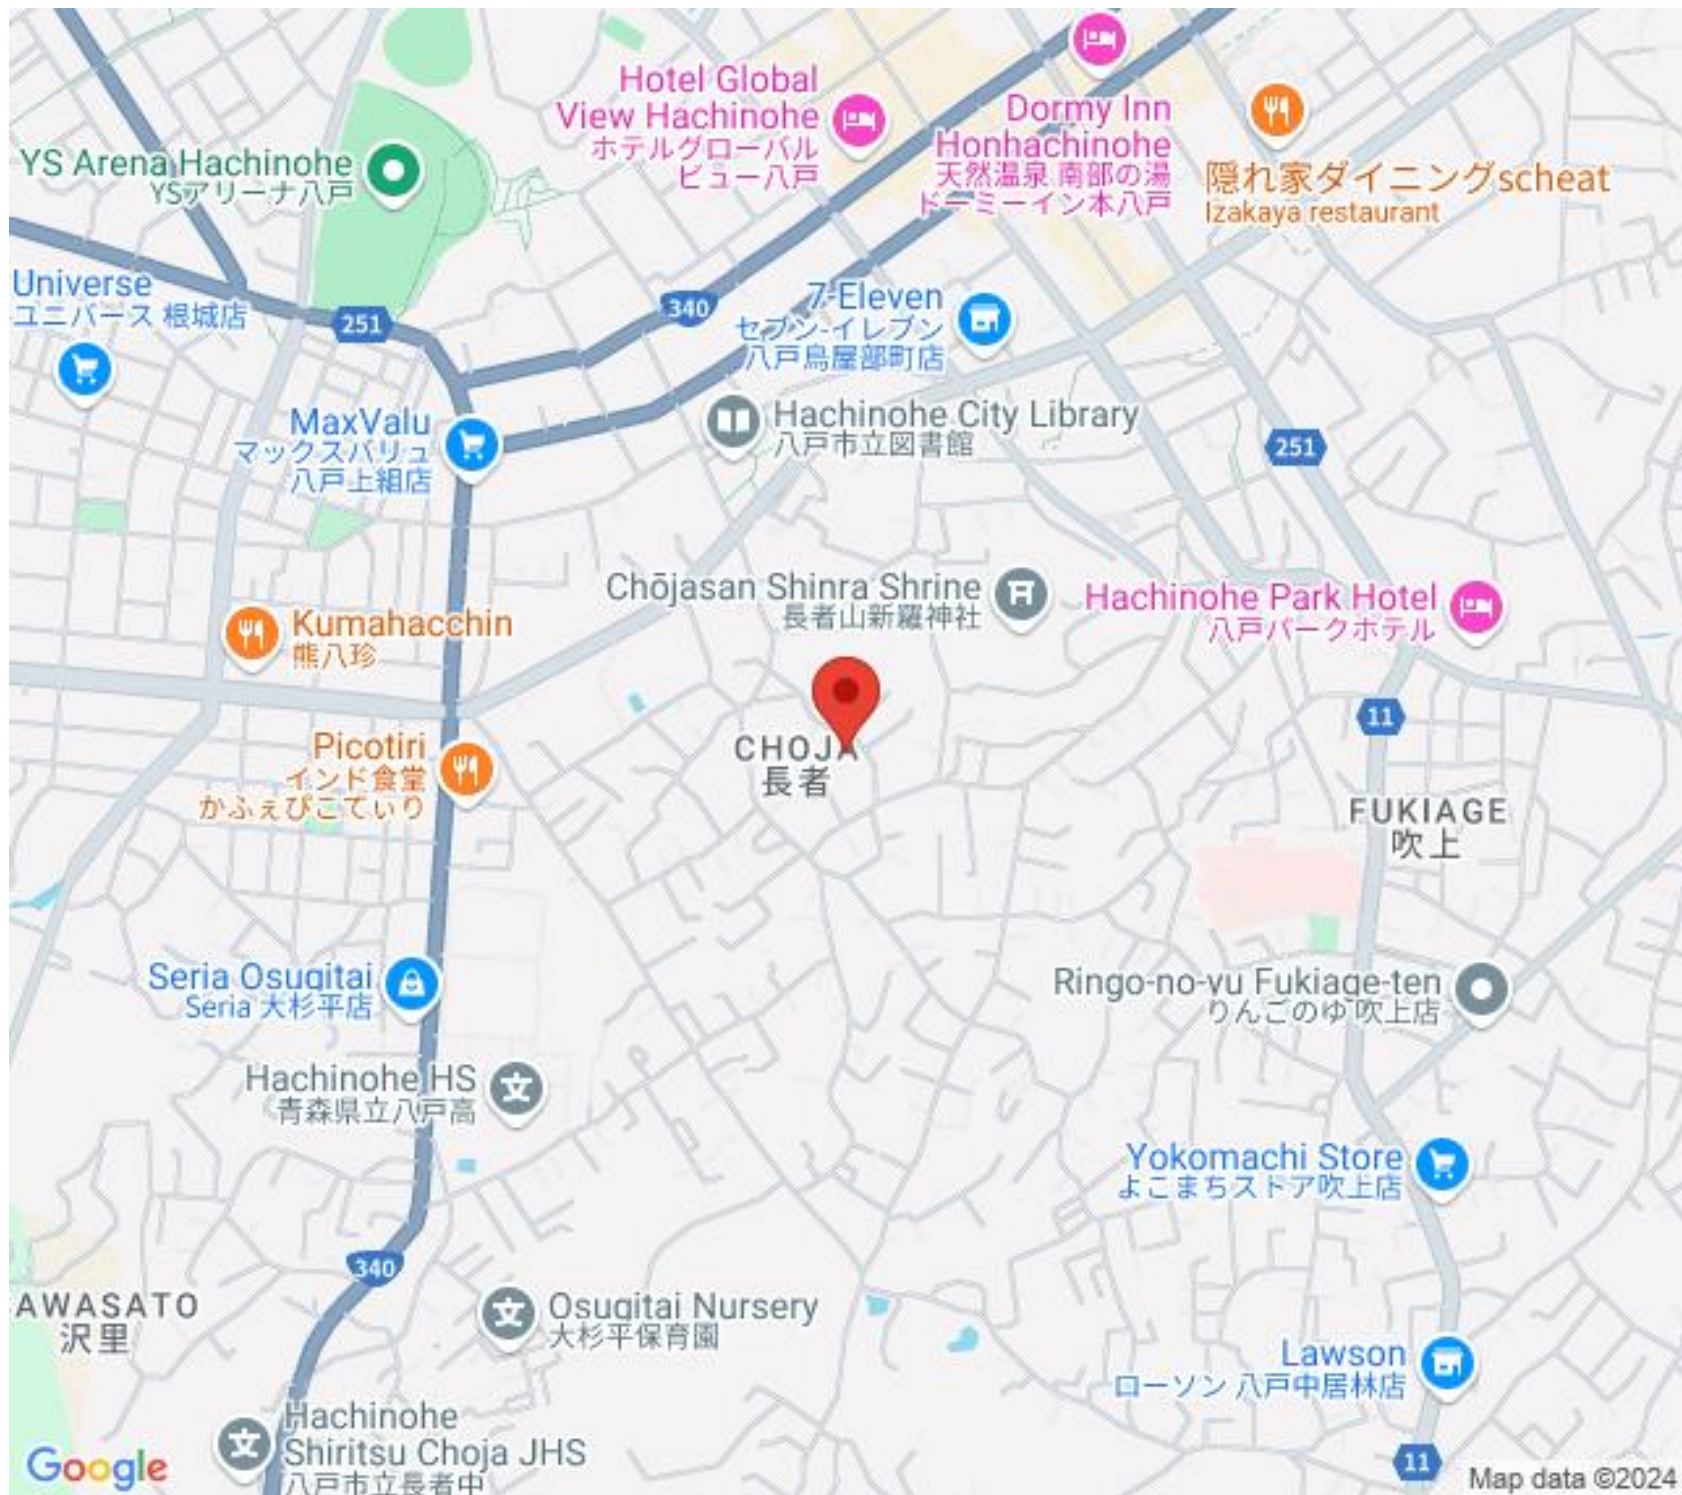 Hotel Global
View Hachinohe
ホテルグローバル
ビュー八戸
Dormy Inn
Honhachinohe
天然温泉 南部の湯
ドーミーイン本八戸
隠れ家ダイニングscheat
Izakaya restaurant
YS Arena Hachinohe
YSアリーナ八戸
Universe
ユニバース 根城店
251
340
7-Eleven
セブン-イレブン
八戸鳥屋部町店
MaxValu
マックスバリュ
八戸上組店
Hachinohe City Library
八戸市立図書館
251
Chōjasan Shinra Shrine
長者山新羅神社
Hachinohe Park Hotel
八戸パークホテル
Kumahacchin
熊八珍
11
Picotiri
インド食堂
かふぇぴこてぃり
CHOJA
長者
FUKIAGE
吹上
Seria Osugitai
Seria 大杉平店
Ringo-no-yu Fukiage-ten
りんごのゆ 吹上店
Hachinohe HS
青森県立八戸高
文
Yokomachi Store
よこまちストア吹上店
340
AWASATO
沢里
文
Osugitai Nursery
大杉平保育園
Lawson
ローソン 八戸中居林店
文
Hachinohe
Shiritsu Choja JHS
八戸市立長者中
11
Google
Map data ©2024